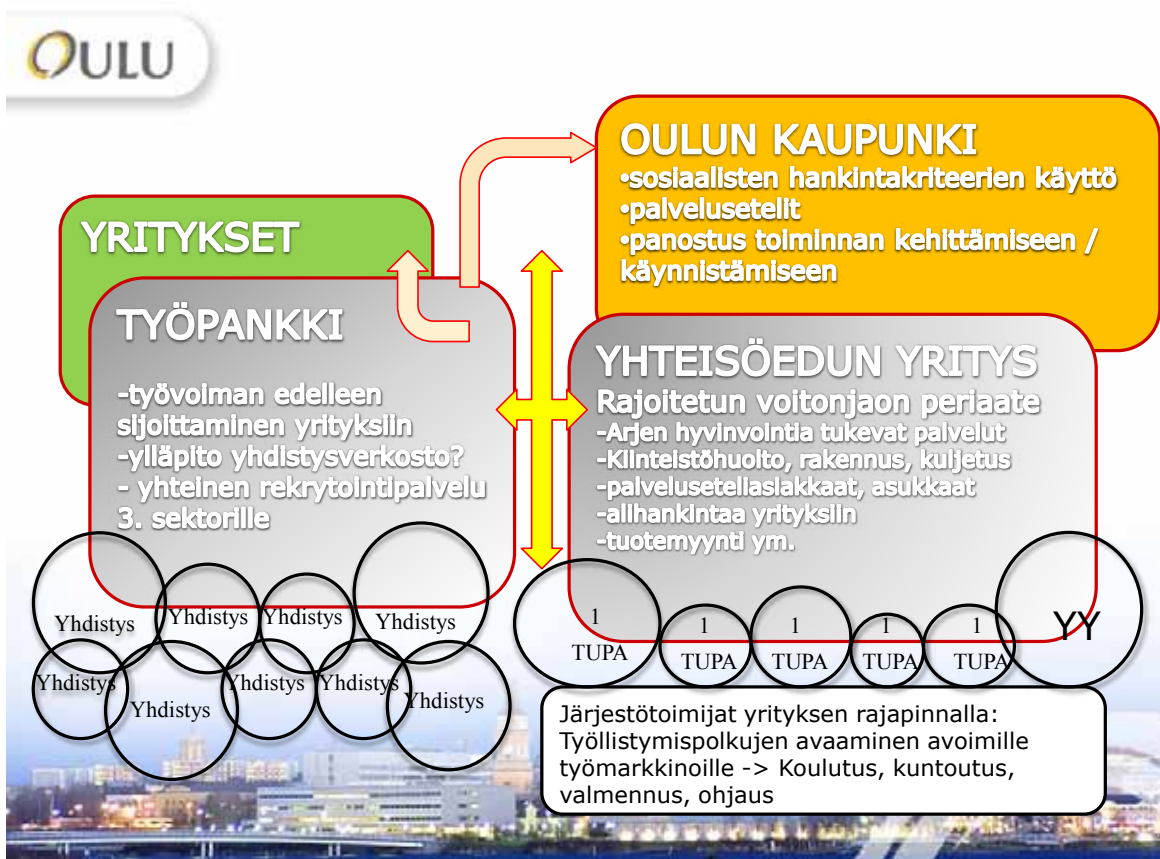 OULU
OULUN KAUPUNKI
•sosiaalisten hankintakriteerien käyttö
•palvelusetelit
•panostus toiminnan kehittämiseen /
käynnistämiseen
YRITYKSET
TYÖPANKKI
-työvoiman edelleen
sijoittaminen yrityksiin
-ylläpito yhdistysverkosto?
- yhteinen rekrytointipalvelu
3. sektorille
YHTEISÖEDUN YRITYS
Rajoitetun voitonjaon periaate
-Arjen hyvinvointia tukevat palvelut
-Kiinteistöhuolto, rakennus, kuljetus
-palveluseteliasiakkaat, asukkaat
-alihankintaa yrityksiin
-tuotemyynti ym.
Yhdistys Yhdistys Yhdistys Yhdistys
Yhdistys Yhdistys Yhdistys Yhdistys Yhdistys
1 1 1 1 1 YY
TUPA TUPA TUPA TUPA TUPA
Järjestötoimijat yrityksen rajapinnalla:
Työllistymispolkujen avaaminen avoimille
työmarkkinoille -> Koulutus, kuntoutus,
valmennus, ohjaus